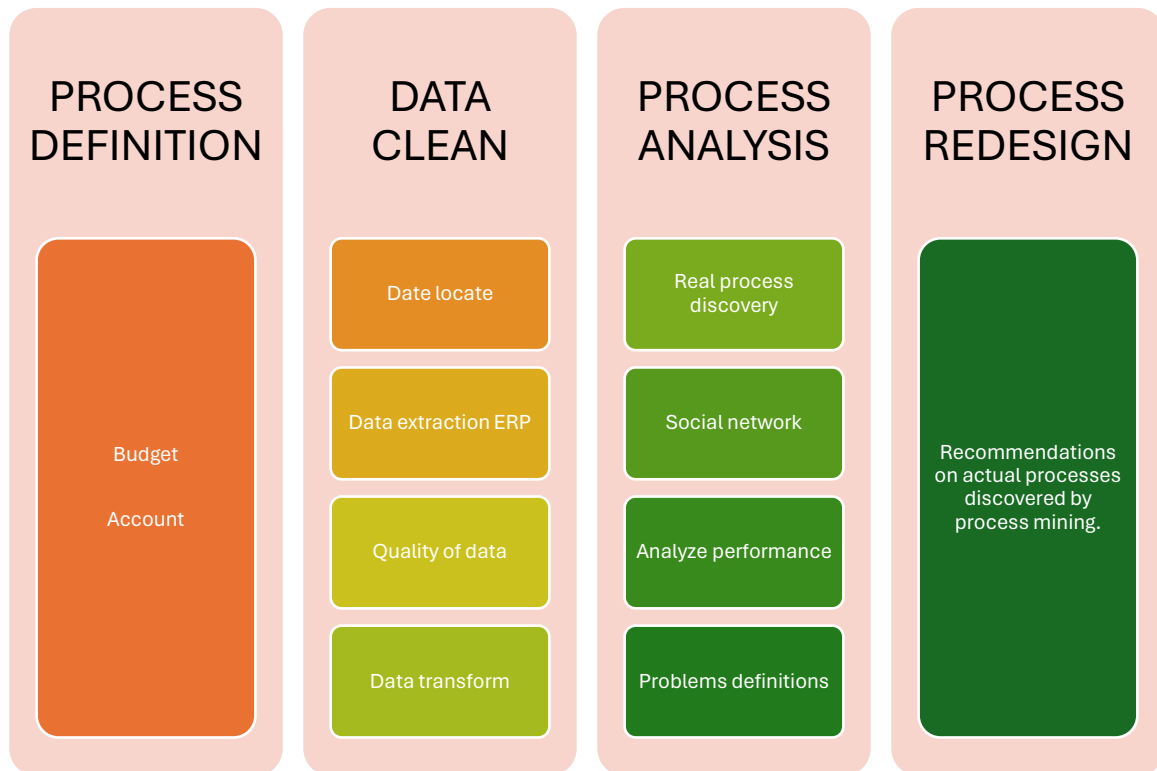 PROCESS
DEFINITION
Budget
Account
DATA
CLEAN
Date locate
Data extraction ERP
Quality of data
Data transform
PROCESS
ANALYSIS
Real process
discovery
Social network
Analyze performance
Problems definitions
PROCESS
REDESIGN
Recommendations
on actual processes
discovered by
process mining.